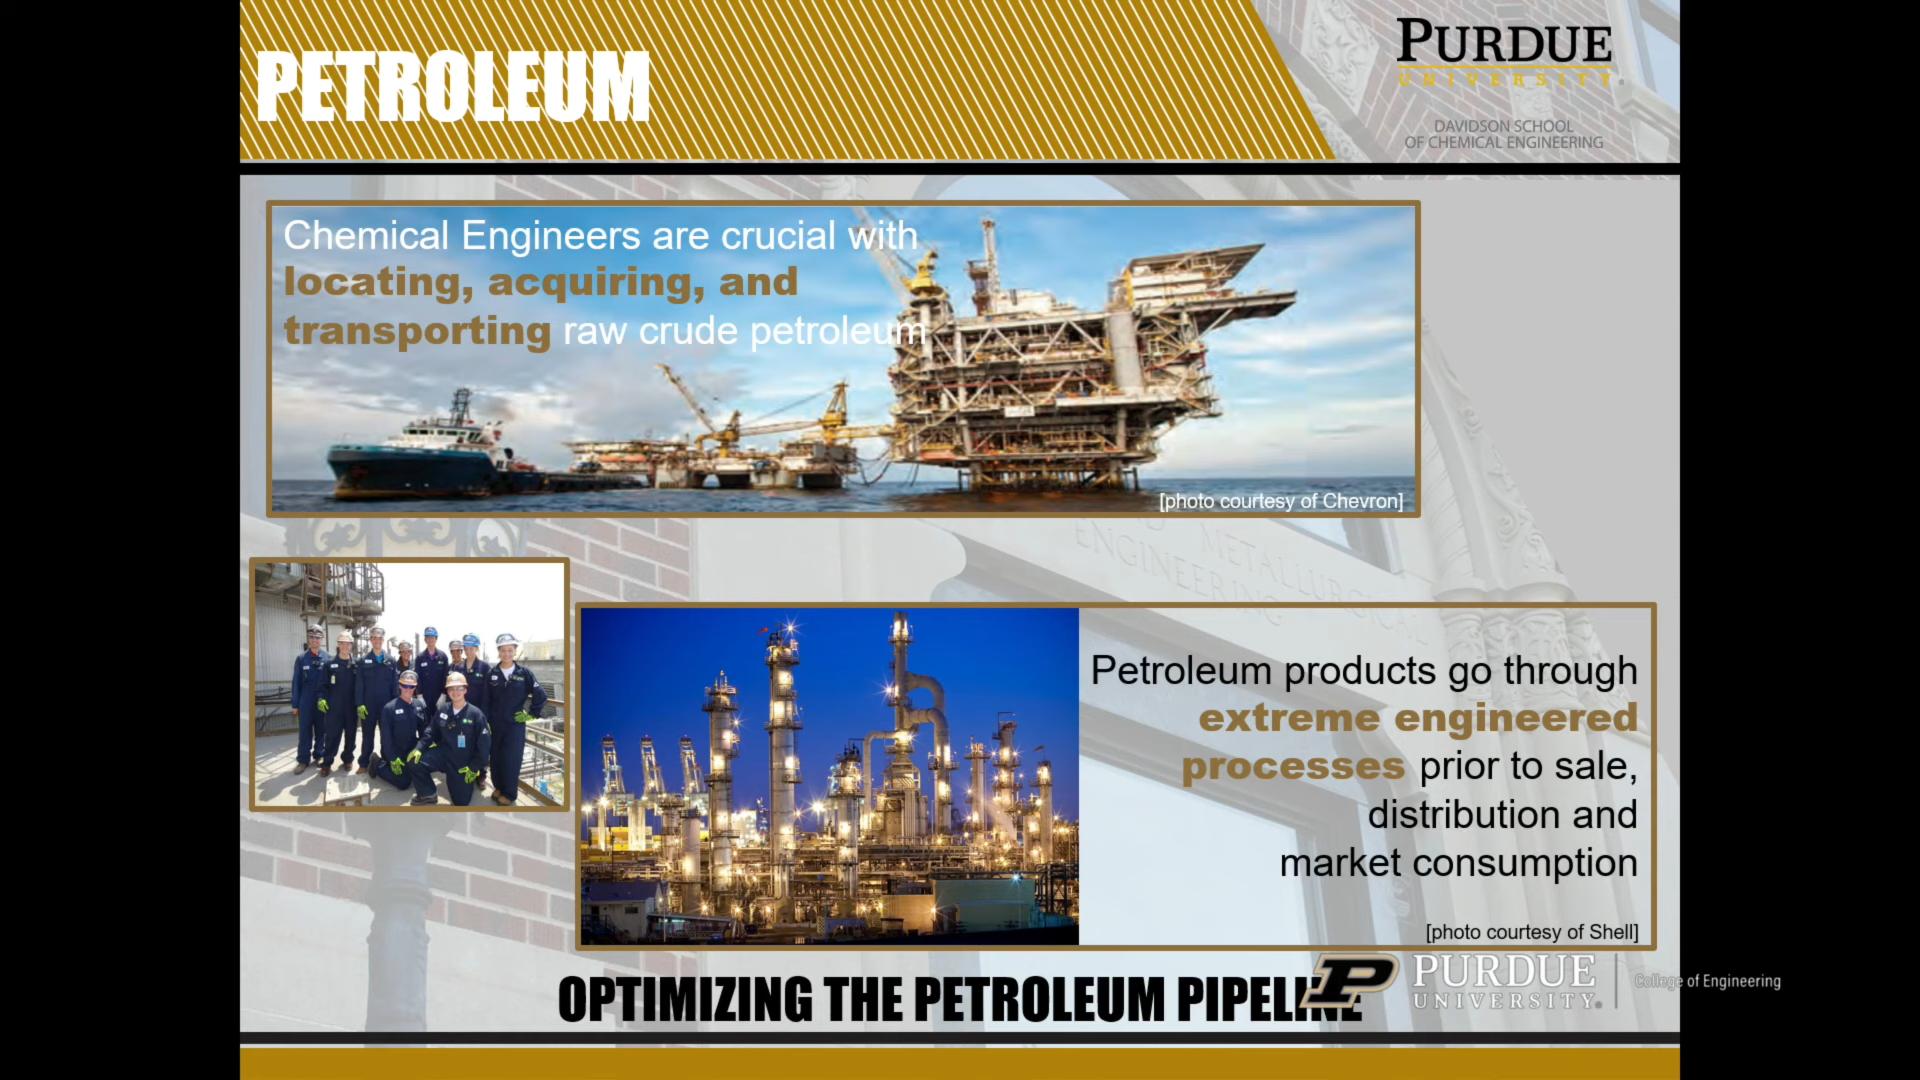 PETROLEUM
PURDUE
UNIVERSITY
DAVIDSON SCHOOL
OF CHEMICAL ENGINEERING
Chemical Engineers are crucial with
locating, acquiring, and
transporting raw crude petroleum
[photo courtesy of Chevron]
METALLURGICAL
ENGINEERING
Petroleum products go through
extreme engineered
processes prior to sale,
distribution and
market consumption
[photo courtesy of Shell]
OPTIMIZING THE PETROLEUM PIPELINE
P PURDUE
UNIVERSITY
College of Engineering